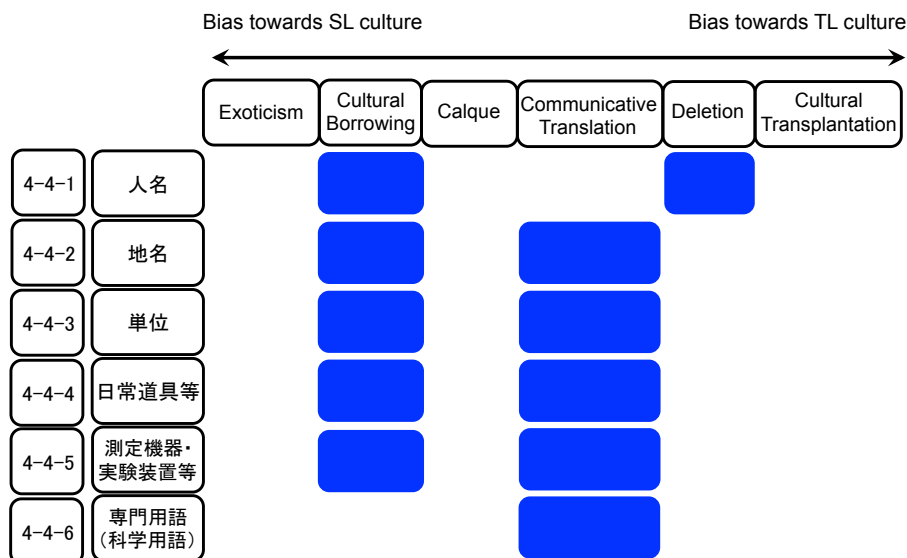 Bias towards SL culture
Bias towards TL culture
Exoticism
Cultural
Borrowing
Calque
Communicative
Translation
Deletion
Cultural
Transplantation
4-4-1
人名
4-4-2
地名
4-4-3
単位
4-4-4
日常道具等
4-4-5
測定機器・
実験装置等
4-4-6
専門用語
(科学用語)